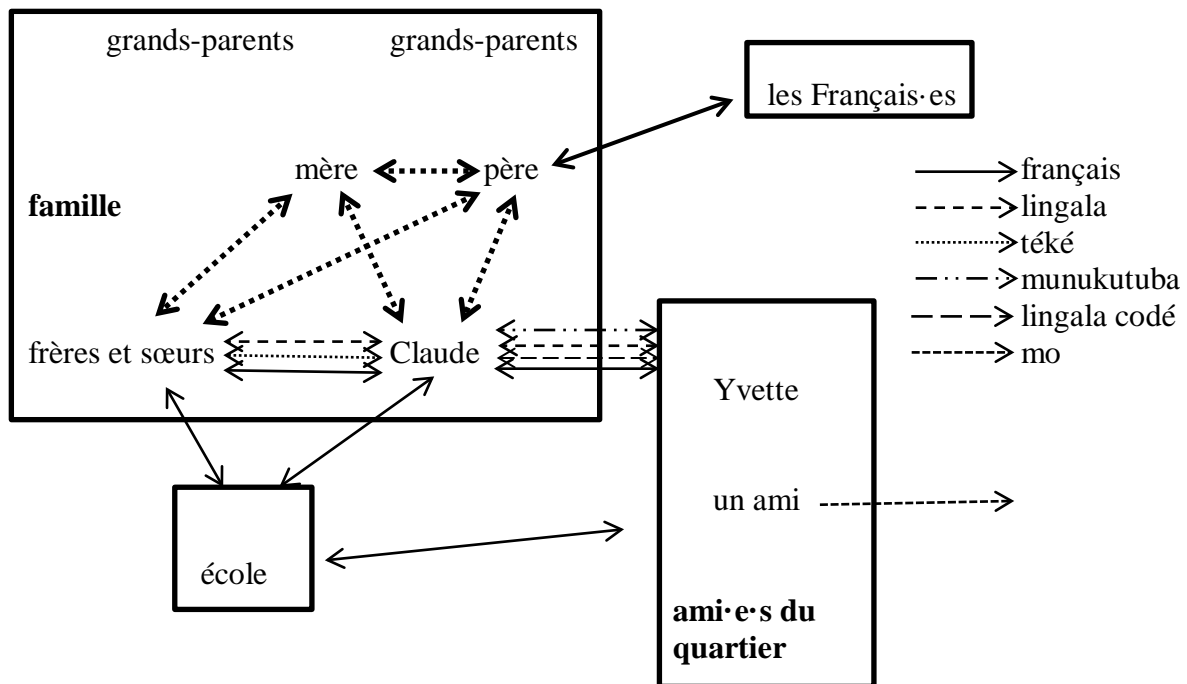 grands-parents
grands-parents
les Français·es
mère
père
famille
frères et sœurs
Claude
français
lingala
téké
munukutuba
lingala codé
mo
Yvette
un ami
école
ami·e·s du
quartier